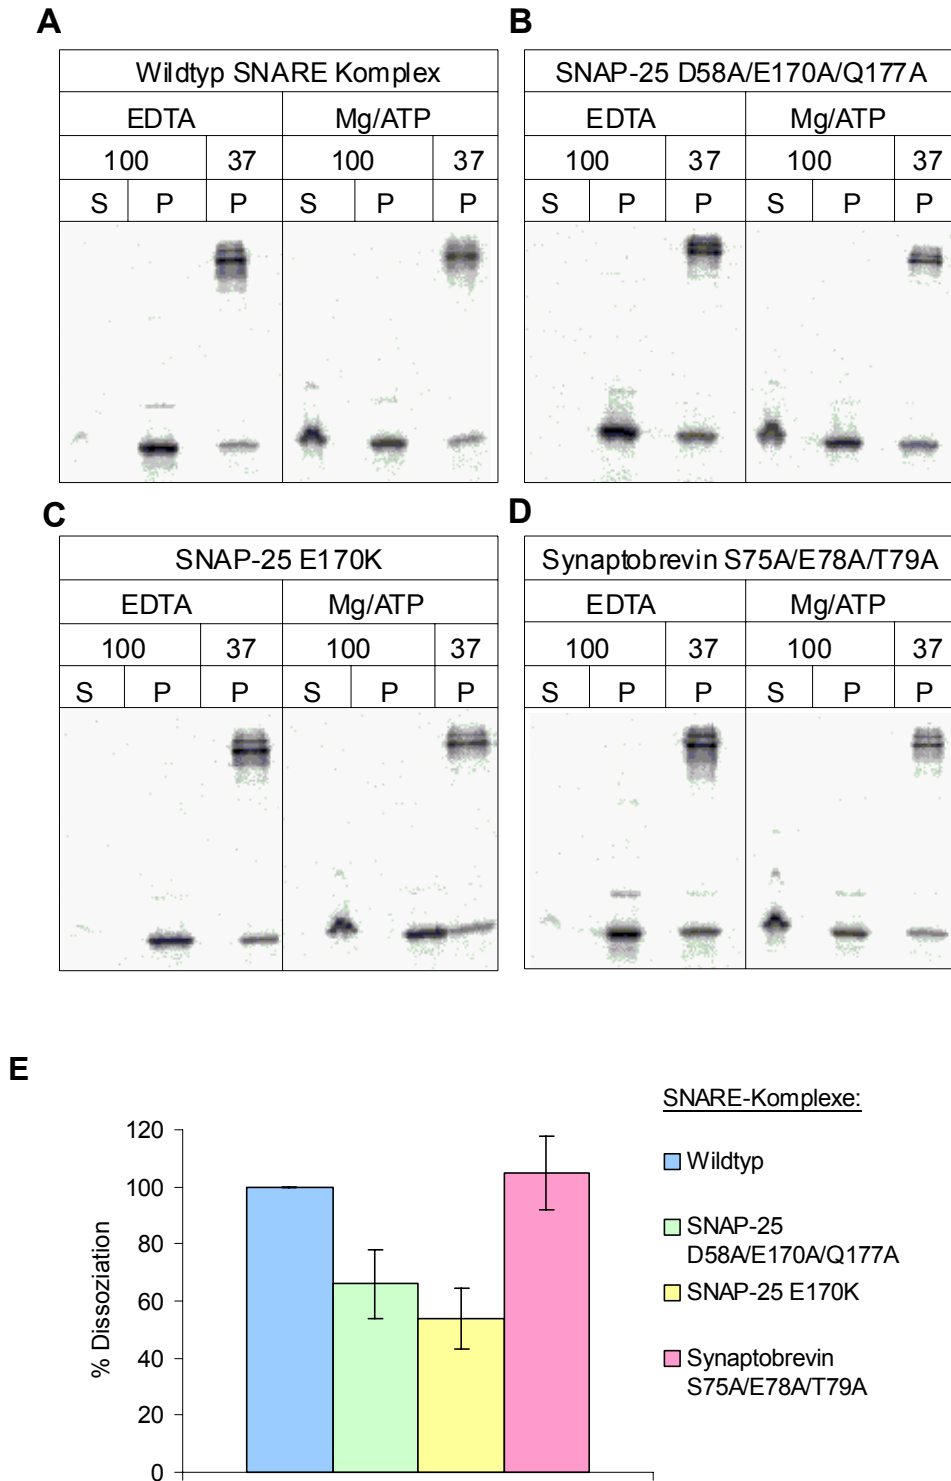 A
Wildtyp SNARE Komplex
EDTA Mg/ATP
100 37 100 37
S P P S P P
B
SNAP-25 D58A/E170A/Q177A
EDTA Mg/ATP
100 37 100 37
S P P S P P
C
SNAP-25 E170K
EDTA Mg/ATP
100 37 100 37
S P P S P P
D
Synaptobrevin S75A/E78A/T79A
EDTA Mg/ATP
100 37 100 37
S P P S P P
E
% Dissoziation
120
100
80
60
40
20
0
SNARE-Komplexe:
Wildtyp
SNAP-25
D58A/E170A/Q177A
SNAP-25 E170K
Synaptobrevin
S75A/E78A/T79A